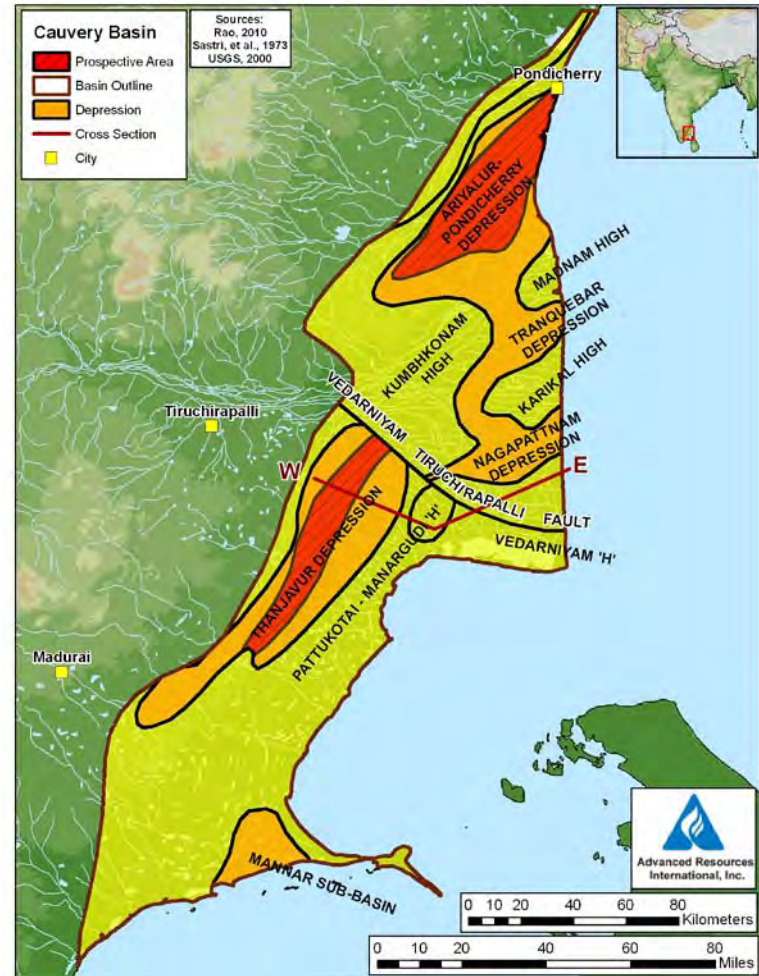 Cauvery Basin
Prospective Area
Basin Outline
Depression
Cross Section
City
Sources:
Rao, 2010
Sastri, et al., 1973
USGS, 2000
Pondicherry
ARIYALUR-
PONDICHERRY
DEPRESSION
MADNAM HIGH
TRANQUEBAR
DEPRESSION
KUMBHKONAM
HIGH
KARIKAL HIGH
Tiruchirapalli
VEDARNIYAM TIRUCHIRAPALLI FAULT
NAGAPATTNAM
DEPRESSION
W
E
THANJAVUR DEPRESSION
PATTUKOTAI - MANARGUDI 'H'
VEDARNIYAM 'H'
Madurai
MANNAR SUB-BASIN
Advanced Resources
International, Inc.
0 10 20 40 60 80
Kilometers
0 10 20 40 60 80
Miles